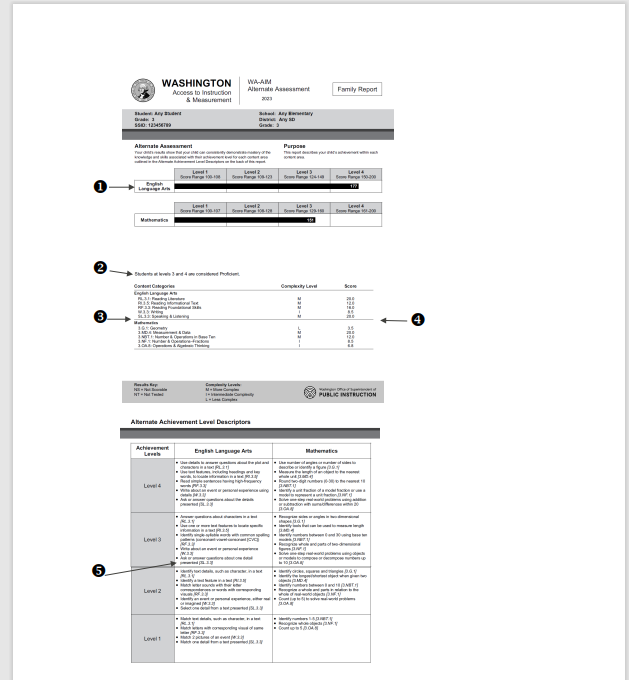 WASHINGTON
Access to Instruction
& Measurement
WA-AIM
Alternate Assessment
2023
Family Report
Student: Any Student
Grade: 3
SSID: 123456789
School: Any Elementary
District: Any SD
Grade: 3
Alternate Assessment
Your child's results show that your child can consistently demonstrate mastery of the
knowledge and skills associated with their achievement level for each content area
outlined in the Alternate Achievement Level Descriptors on the back of this report.
Purpose
This report describes your child's achievement within each
content area.
Level 1 Level 2 Level 3 Level 4
Score Range 100-108 Score Range 109-123 Score Range 124-149 Score Range 150-200
❶
English
Language Arts
177
Level 1 Level 2 Level 3 Level 4
Score Range 100-107 Score Range 108-128 Score Range 129-160 Score Range 161-200
Mathematics
151
❷
Students at levels 3 and 4 are considered Proficient.
Content Categories Complexity Level Score
English Language Arts
RL.3.1: Reading Literature M 20.0
RI.3.5: Reading Informational Text M 12.0
RF.3.3: Reading Foundational Skills M
W.3.3: Writing I 8.5
❸
SL.3.3: Speaking & Listening M 20.0
❹
Mathematics
3.G.1: Geometry L 3.5
3.MD.4: Measurement & Data M 20.0
3.NBT.1: Number & Operations in Base Ten M 12.0
3.NF.1: Number & Operations-Fractions I 8.5
3.OA.8: Operations & Algebraic Thinking I
Results Key:
NS = Not Scorable
NT = Not Tested
Complexity Levels:
M = More Complex
I = Intermediate Complexity
L = Less Complex
Washington Office of Superintendent of
PUBLIC INSTRUCTION
Alternate Achievement Level Descriptors
Achievement
Levels
English Language Arts
Mathematics
Level 4
Use details to answer questions about the plot and
characters in a text [RL.3.1]
Use text features, including headings and key
words, to locate information in a text [RI.3.5]
Read simple sentences having high-frequency
words [RF.3.3]
Write about an event or personal experience using
details [W.3.3]
Ask or answer questions about the details
presented [SL.3.3]
Use number of angles or number of sides to
describe or identify a figure [3.G.1]
Measure the length of an object to the nearest
whole unit [3.MD.4]
Round two digit numbers (0-30) to the nearest 10
[3.NBT.1]
Identify a unit fraction of a model fraction or use a
model to represent a unit fraction [3.NF.1]
Solve one-step real-world problems using addition
or subtraction with sums/differences within 20
[3.OA.8]
Level 3
Answer questions about characters in a text
[RL.3.1]
Use one or more text features to locate specific
information in a text [RI.3.5]
Identify single-syllable words with common spelling
patterns (consonant-vowel-consonant [CVC])
[RF.3.3]
Write about an event or personal experience
[W.3.3]
Ask or answer questions about one detail
presented [SL.3.3]
Recognize sides or angles in two dimensional
shapes [3.G.1]
Identify tools that can be used to measure length
[3.MD.4]
Identify numbers between 0 and 30 using base ten
models [3.NBT.1]
Recognize whole and parts of two-dimensional
figures [3.NF.1]
Solve one-step real-world problems using objects
or models to compose or decompose numbers up
to 10 [3.OA.8]
❺
Level 2
Identify text details, such as character, in a text
[RL.3.1]
Identify a text feature in a text [RI.3.5]
Match letter sounds with their letter
correspondences or words with corresponding
visuals [RF.3.3]
Identify an event or personal experience, either real
or imagined [W.3.3]
Select one detail from a text presented [SL.3.3]
Identify circles, squares and triangles [3.G.1]
Identify the longest/shortest object when given two
objects [3.MD.4]
Identify numbers between 0 and 10 [3.NBT.1]
Recognize a whole and parts in relation to the
whole of real-world objects [3.NF.1]
Count (up to 5) to solve real-world problems
[3.OA.8]
Level 1
Match text details, such as character, in a text
[RL.3.1]
Match letters with corresponding visual of same
letter [RF.3.3]
Match 2 pictures of an event [W.3.3]
Match one detail from a text presented [SL.3.3]
Identify numbers 1-5 [3.NBT.1]
Recognize whole objects [3.NF.1]
Count up to 5 [3.OA.8]